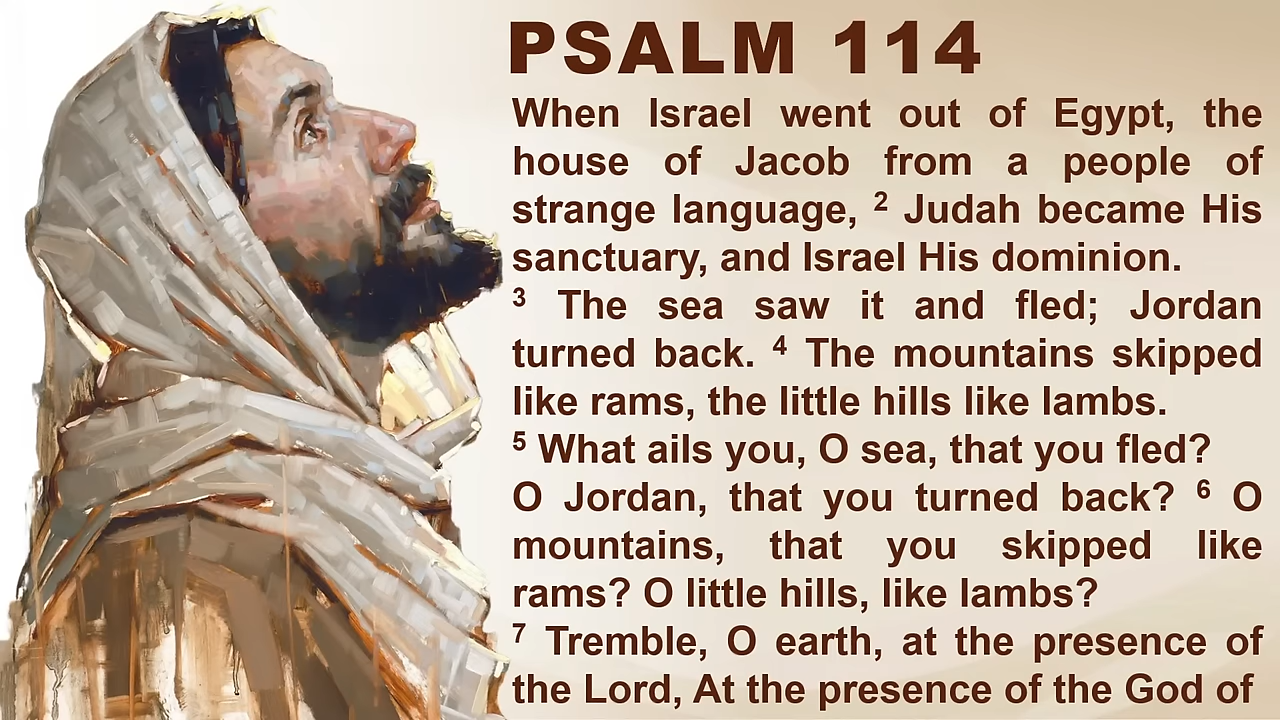 PSALM 114
When Israel went out of Egypt, the
house of Jacob from a people of
strange language, ² Judah became His
sanctuary, and Israel His dominion.
³ The sea saw it and fled; Jordan
turned back. ⁴ The mountains skipped
like rams, the little hills like lambs.
⁵ What ails you, O sea, that you fled?
O Jordan, that you turned back? ⁶ O
mountains, that you skipped like
rams? O little hills, like lambs?
⁷ Tremble, O earth, at the presence of
the Lord, At the presence of the God of